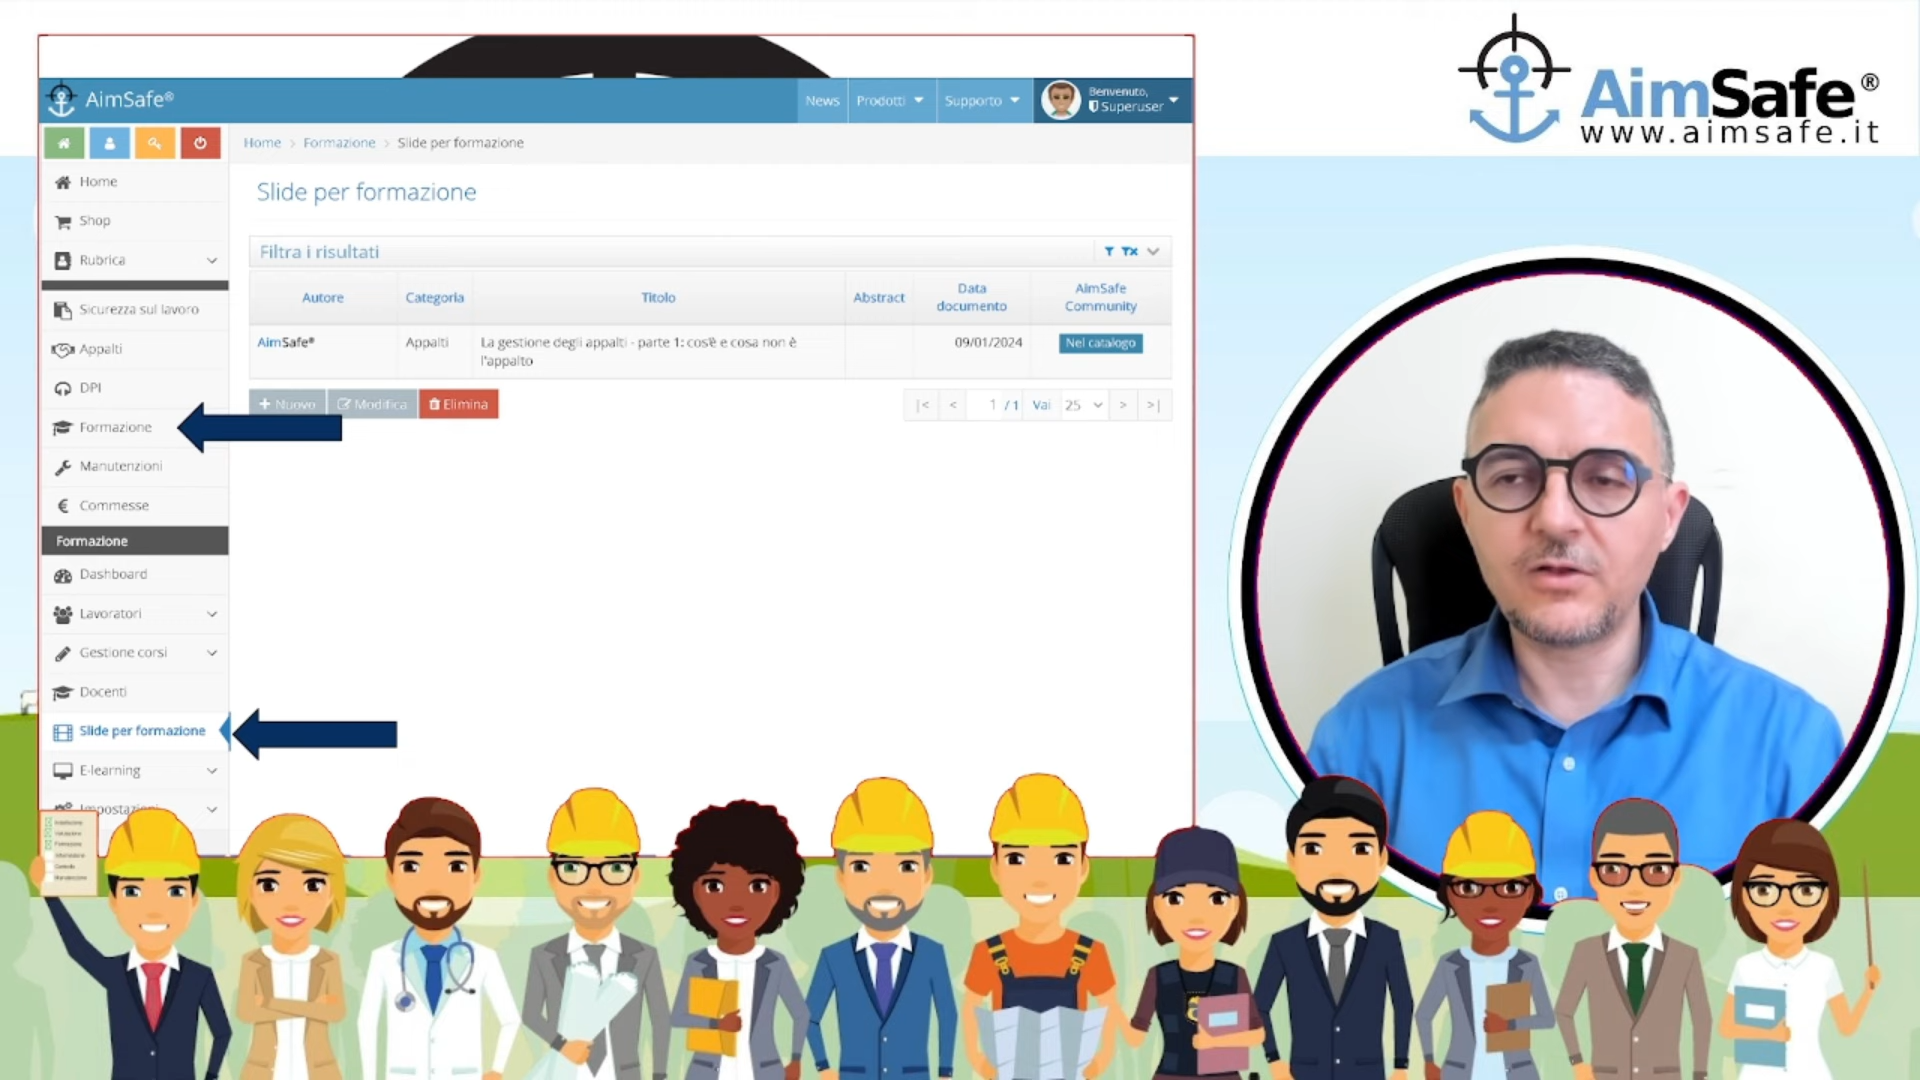 AimSafe®
www.aimsafe.it
AimSafe®
News
Prodotti
Supporto
Benvenuto,
Superuser
Home > Formazione > Slide per formazione
Home
Shop
Rubrica
Sicurezza sul lavoro
Appalti
DPI
Formazione
Manutenzioni
Commesse
Formazione
Dashboard
Lavoratori
Gestione corsi
Docenti
Slide per formazione
E-learning
Impostazioni
Slide per formazione
Filtra i risultati
Autore
Categoria
Titolo
Abstract
Data
documento
AimSafe
Community
AimSafe®
Appalti
La gestione degli appalti - parte 1: cos'è e cosa non è
l'appalto
09/01/2024
Nel catalogo
+ Nuovo
Modifica
Elimina
|< < 1 / 1 Vai 25 > >|